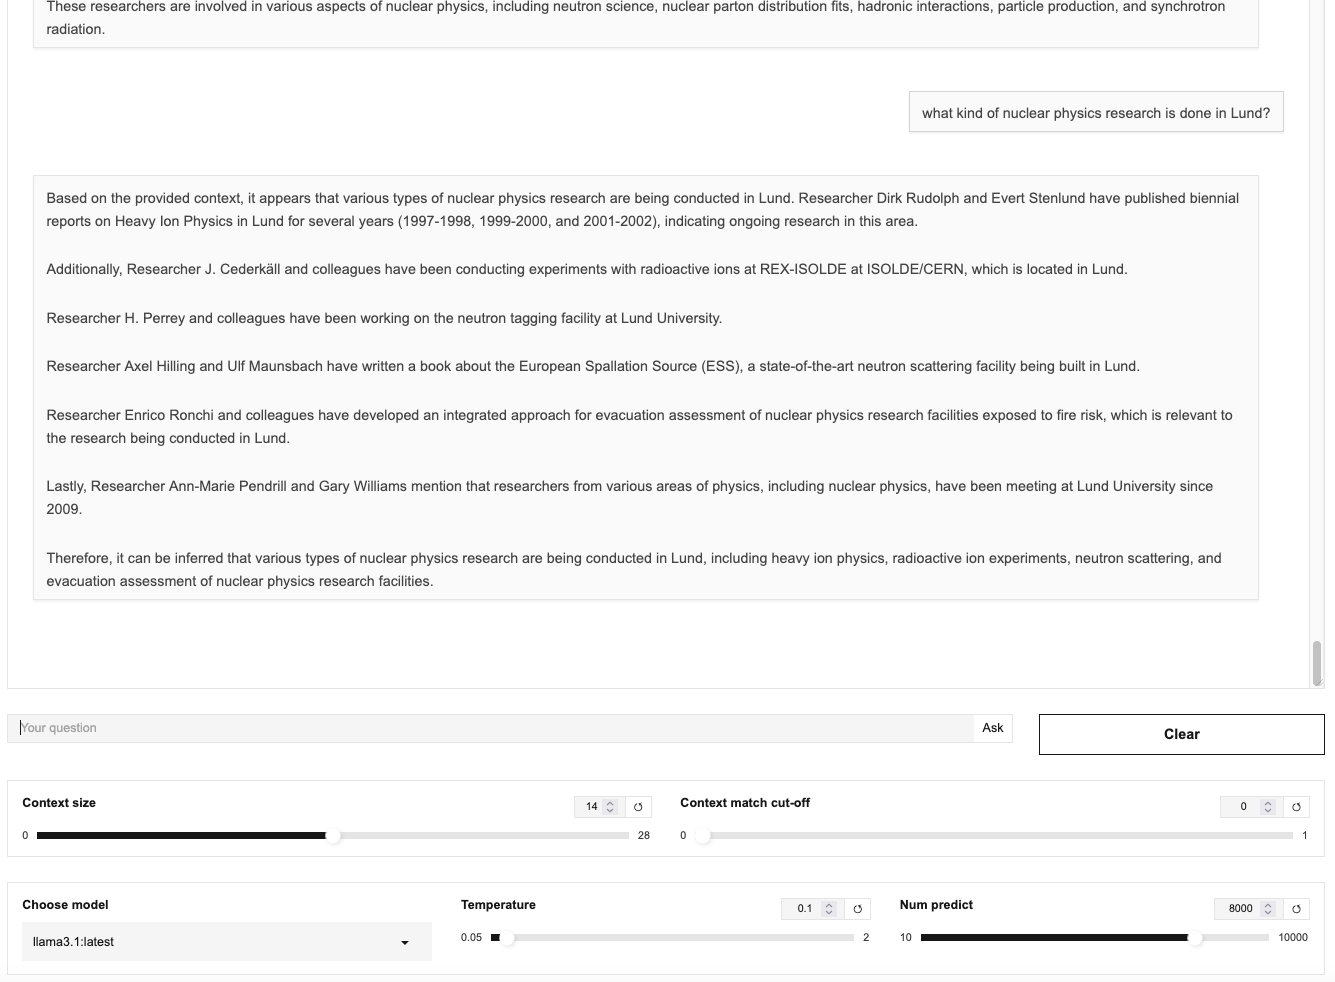 These researchers are involved in various aspects of nuclear physics, including neutron science, nuclear parton distribution fits, hadronic interactions, particle production, and synchrotron
radiation.
what kind of nuclear physics research is done in Lund?
Based on the provided context, it appears that various types of nuclear physics research are being conducted in Lund. Researcher Dirk Rudolph and Evert Stenlund have published biennial
reports on Heavy Ion Physics in Lund for several years (1997-1998, 1999-2000, and 2001-2002), indicating ongoing research in this area.
Additionally, Researcher J. Cederkäll and colleagues have been conducting experiments with radioactive ions at REX-ISOLDE at ISOLDE/CERN, which is located in Lund.
Researcher H. Perrey and colleagues have been working on the neutron tagging facility at Lund University.
Researcher Axel Hilling and Ulf Maunsbach have written a book about the European Spallation Source (ESS), a state-of-the-art neutron scattering facility being built in Lund.
Researcher Enrico Ronchi and colleagues have developed an integrated approach for evacuation assessment of nuclear physics research facilities exposed to fire risk, which is relevant to
the research being conducted in Lund.
Lastly, Researcher Ann-Marie Pendrill and Gary Williams mention that researchers from various areas of physics, including nuclear physics, have been meeting at Lund University since
2009.
Therefore, it can be inferred that various types of nuclear physics research are being conducted in Lund, including heavy ion physics, radioactive ion experiments, neutron scattering, and
evacuation assessment of nuclear physics research facilities.
Your question
Ask
Clear
Context size
14
0
28
Context match cut-off
0
0
1
Choose model
llama3.1:latest
Temperature
0.1
0.05
2
Num predict
8000
10
10000